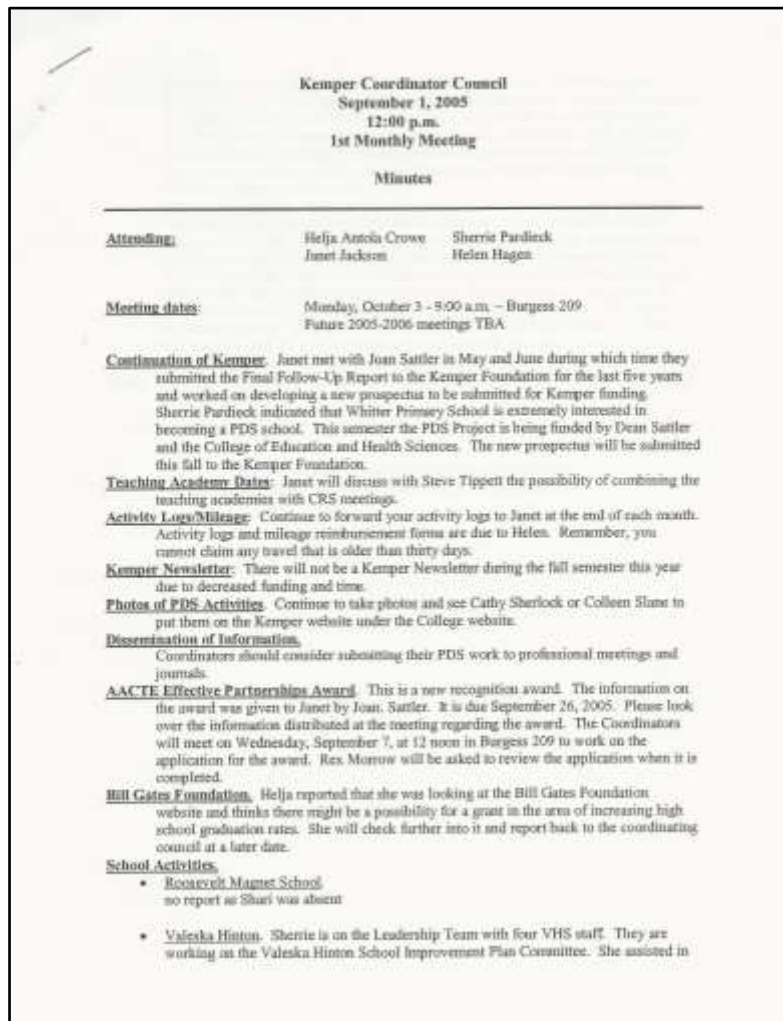 Kemper Coordinator Council
September 1, 2005
12:00 p.m.
1st Monthly Meeting
Minutes
Attending: Helja Antola Crowe Sherrie Pardieck
Janet Jackson Helen Hagen
Meeting dates: Monday, October 3 - 9:00 a.m. – Burgess 209
Future 2005-2006 meetings TBA
Continuation of Kemper. Janet met with Joan Sattler in May and June during which time they
submitted the Final Follow-Up Report to the Kemper Foundation for the last five years
and worked on developing a new prospectus to be submitted for Kemper funding.
Sherrie Pardieck indicated that Whitter Primary School is extremely interested in
becoming a PDS school. This semester the PDS Project is being funded by Dean Sattler
and the College of Education and Health Sciences. The new prospectus will be submitted
this fall to the Kemper Foundation.
Teaching Academy Dates: Janet will discuss with Steve Tippett the possibility of combining the
teaching academies with CRS meetings.
Activity Logs/Mileage: Continue to forward your activity logs to Janet at the end of each month.
Activity logs and mileage reimbursement forms are due to Helen. Remember, you
cannot claim any travel that is older than thirty days.
Kemper Newsletter: There will not be a Kemper Newsletter during the fall semester this year
due to decreased funding and time.
Photos of PDS Activities. Continue to take photos and see Cathy Sherlock or Colleen Slane to
put them on the Kemper website under the College website.
Dissemination of Information.
Coordinators should consider submitting their PDS work to professional meetings and
journals.
AACTE Effective Partnerships Award. This is a new recognition award. The information on
the award was given to Janet by Joan. Sattler. It is due September 26, 2005. Please look
over the information distributed at the meeting regarding the award. The Coordinators
will meet on Wednesday, September 7, at 12 noon in Burgess 209 to work on the
application for the award. Rex Morrow will be asked to review the application when it is
completed.
Bill Gates Foundation. Helja reported that she was looking at the Bill Gates Foundation
website and thinks there might be a possibility for a grant in the area of increasing high
school graduation rates. She will check further into it and report back to the coordinating
council at a later date.
School Activities.
• Roosevelt Magnet School
no report as Shari was absent
• Valeska Hinton. Sherrie is on the Leadership Team with four VHS staff. They are
working on the Valeska Hinton School Improvement Plan Committee. She assisted in